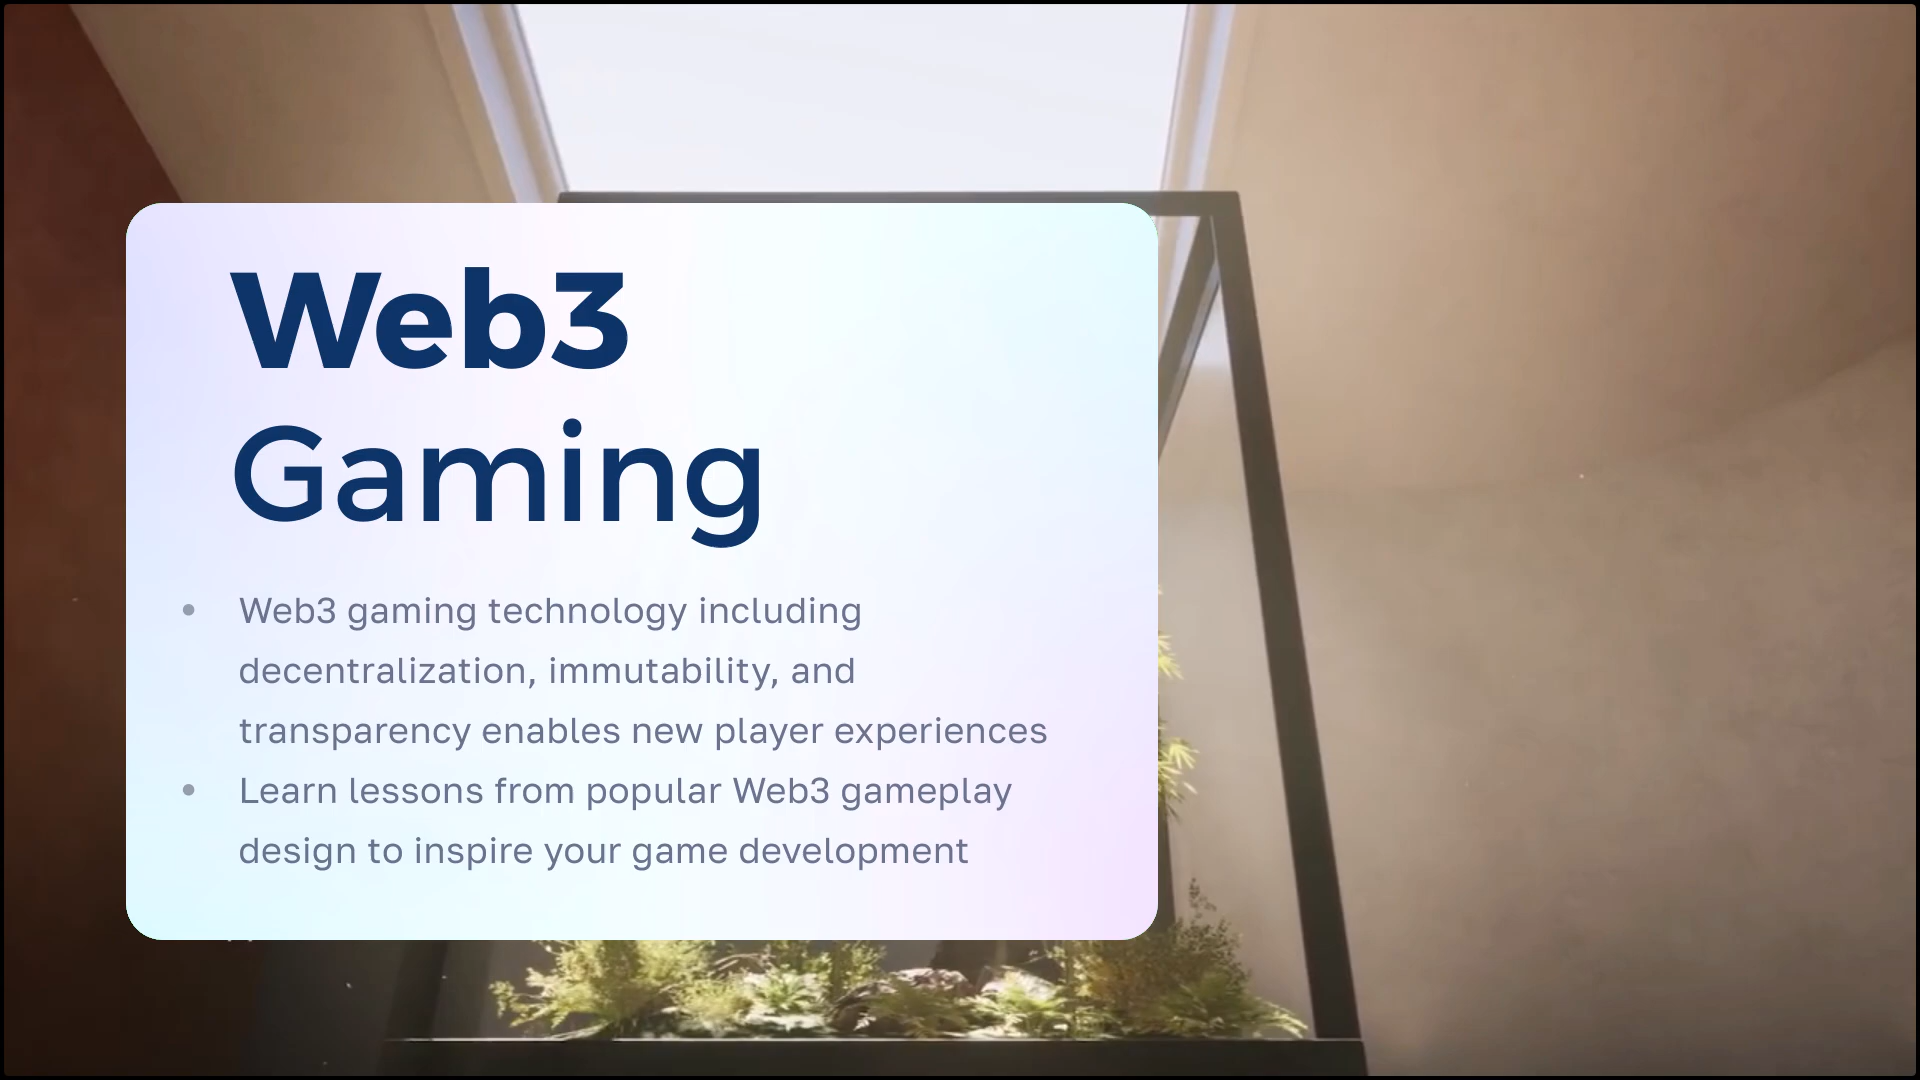 Web3
Gaming
• Web3 gaming technology including
decentralization, immutability, and
transparency enables new player experiences
• Learn lessons from popular Web3 gameplay
design to inspire your game development